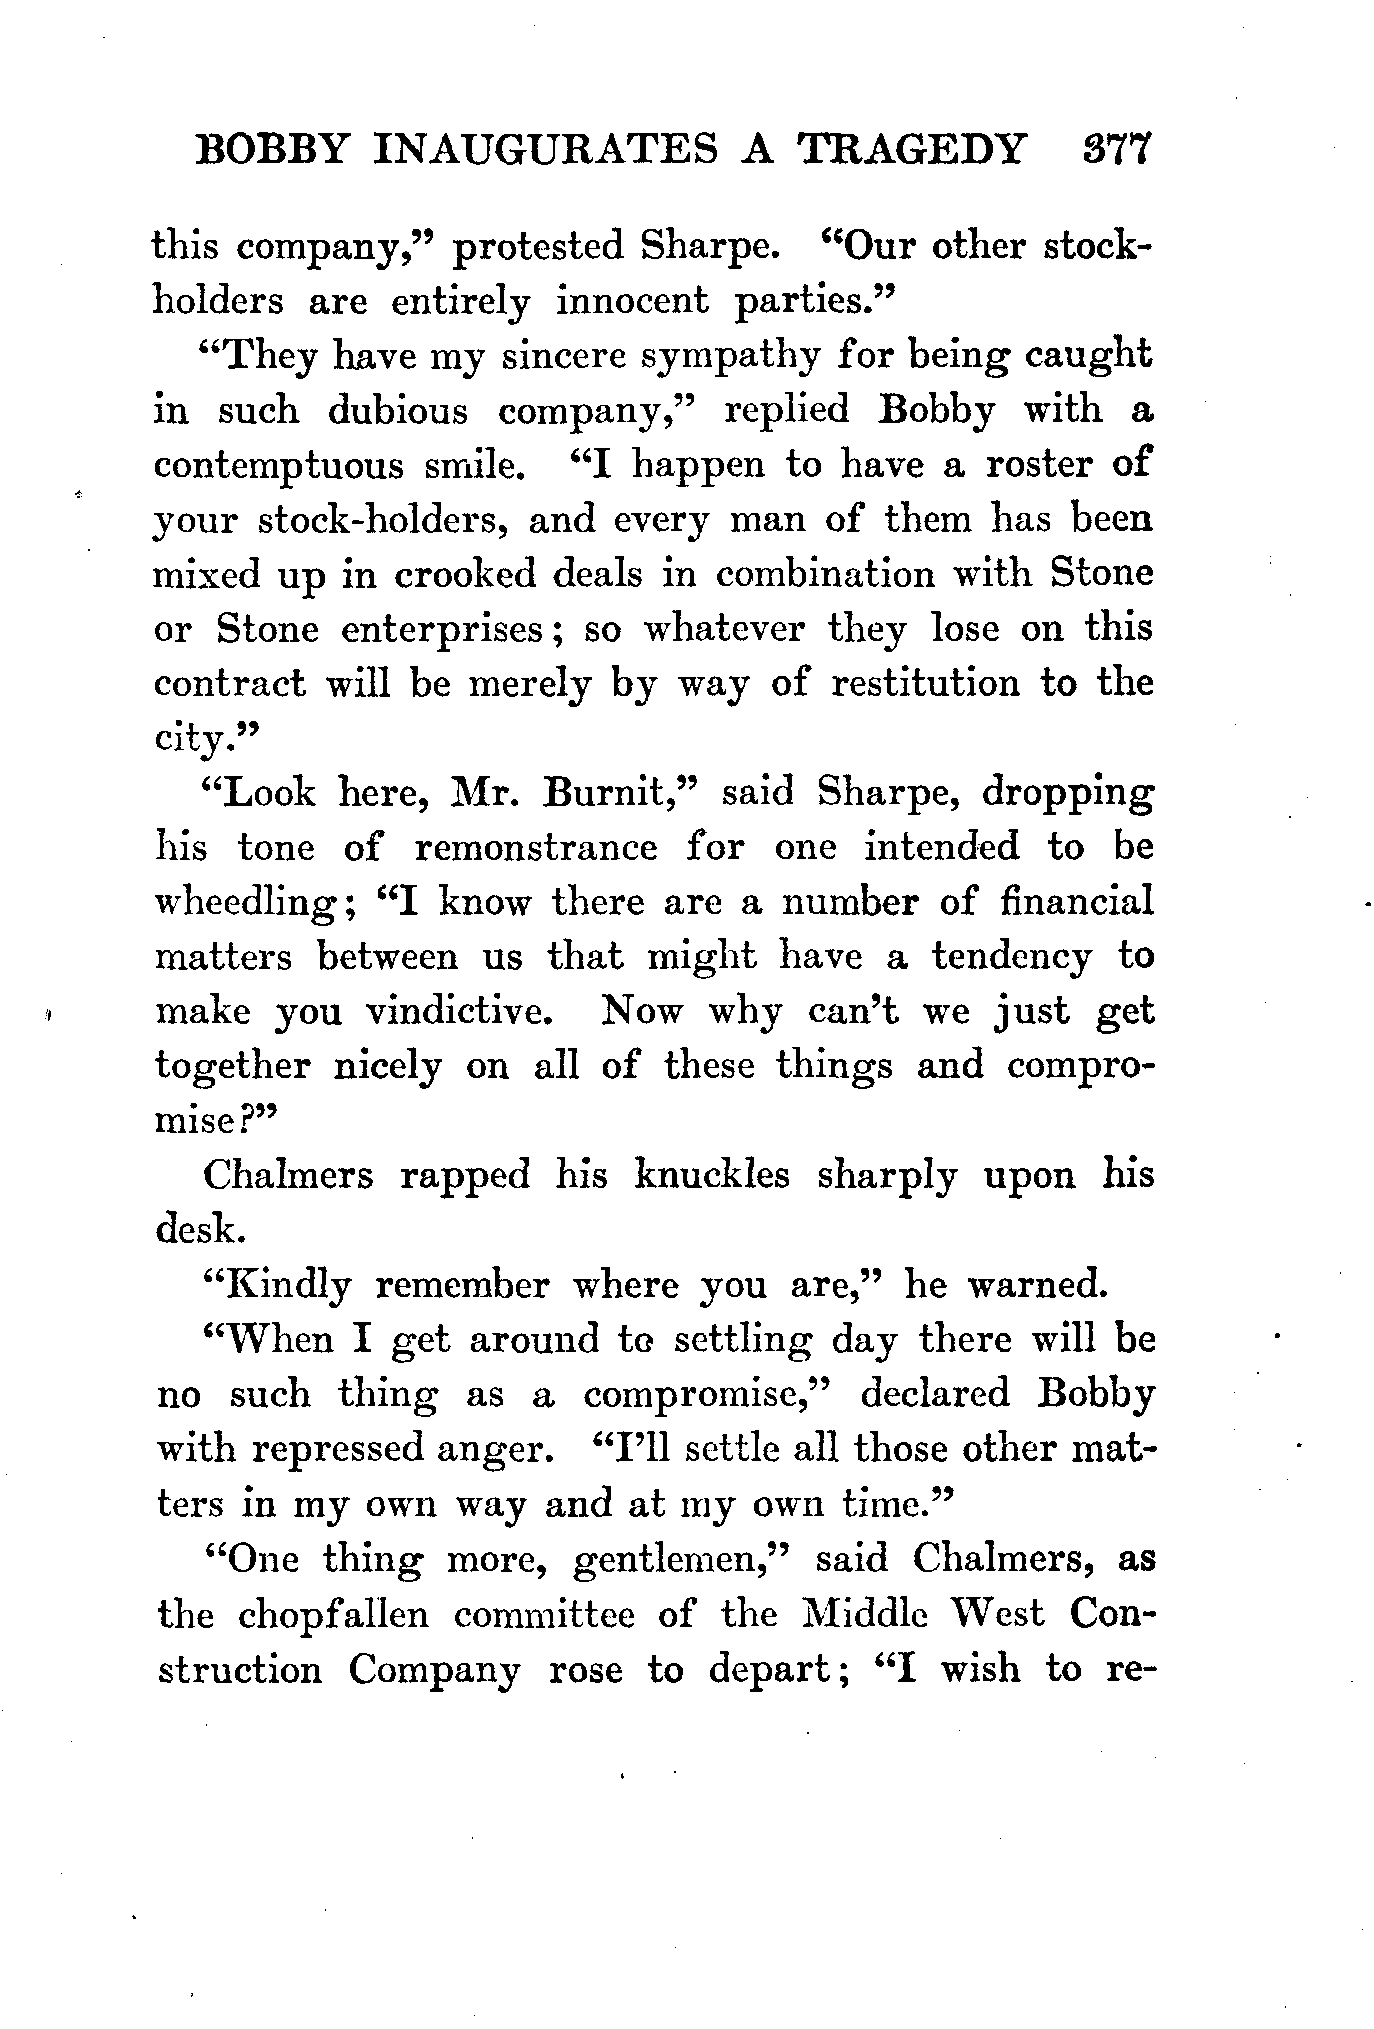 BOBBY INAUGURATES A TRAGEDY 377
this company,” protested Sharpe. “Our other stock-
holders are entirely innocent parties.”
“They have my sincere sympathy for being caught
in such dubious company,” replied Bobby with a
contemptuous smile. “I happen to have a roster of
your stock-holders, and every man of them has been
mixed up in crooked deals in combination with Stone
or Stone enterprises; so whatever they lose on this
contract will be merely by way of restitution to the
city.”
“Look here, Mr. Burnit,” said Sharpe, dropping
his tone of remonstrance for one intended to be
wheedling; “I know there are a number of financial
matters between us that might have a tendency to
make you vindictive. Now why can’t we just get
together nicely on all of these things and compro-
mise?”
Chalmers rapped his knuckles sharply upon his
desk.
“Kindly remember where you are,” he warned.
“When I get around to settling day there will be
no such thing as a compromise,” declared Bobby
with repressed anger. “I’ll settle all those other mat-
ters in my own way and at my own time.”
“One thing more, gentlemen,” said Chalmers, as
the chopfallen committee of the Middle West Con-
struction Company rose to depart; “I wish to re-